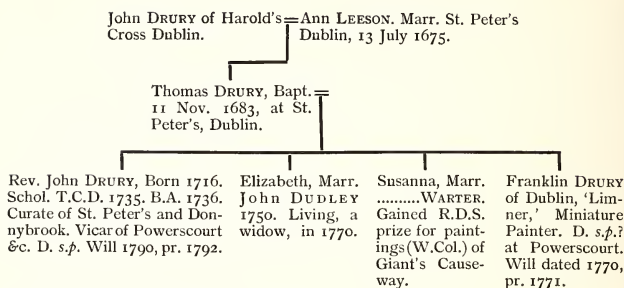 John DRURY of Harold's
Cross Dublin.
Ann LEESON. Marr. St. Peter's
Dublin, 13 July 1675.
Thomas DRURY, Bapt.
11 Nov. 1683, at St.
Peter's, Dublin.
Rev. John DRURY, Born 1716.
Schol. T.C.D. 1735. B.A. 1736.
Curate of St. Peter's and Don-
nybrook. Vicar of Powerscourt
&c. D. s.p. Will 1790, pr. 1792.
Elizabeth, Marr.
John DUDLEY
1750. Living, a
widow, in 1770.
Susanna, Marr.
..........WARTER.
Gained R.D.S.
prize for paint-
ings (W.Col.) of
Giant's Cause-
way.
Franklin DRURY
of Dublin, 'Lim-
ner,' Miniature
Painter. D. s.p.?
at Powerscourt.
Will dated 1770,
pr. 1771.